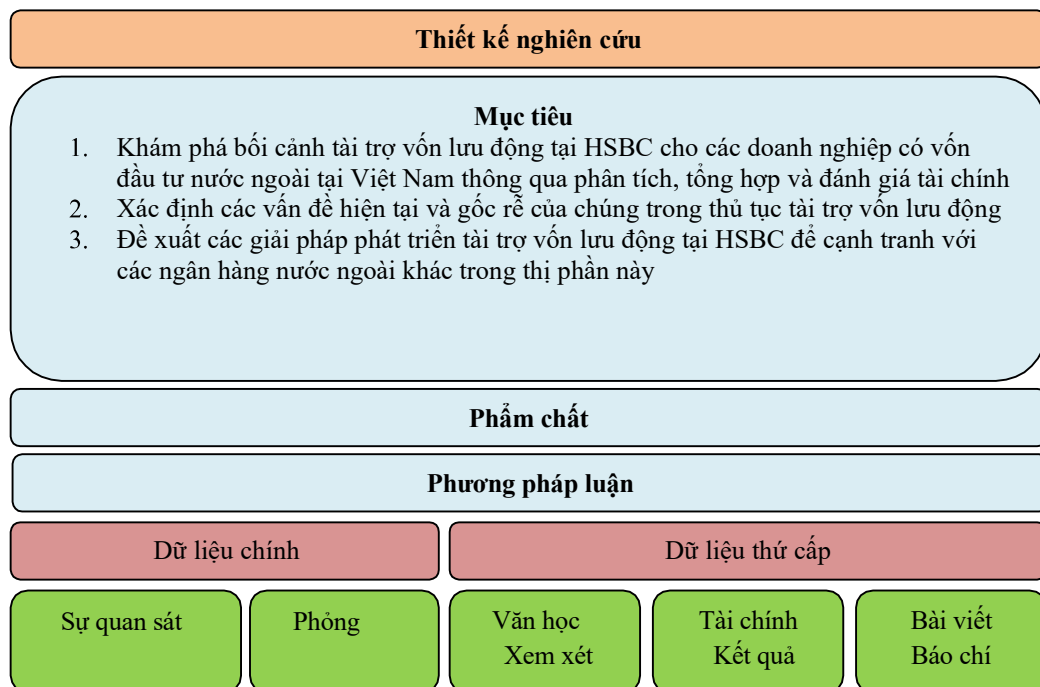 Thiết kế nghiên cứu
Mục tiêu
1. Khám phá bối cảnh tài trợ vốn lưu động tại HSBC cho các doanh nghiệp có vốn
đầu tư nước ngoài tại Việt Nam thông qua phân tích, tổng hợp và đánh giá tài chính
2. Xác định các vấn đề hiện tại và gốc rễ của chúng trong thủ tục tài trợ vốn lưu động
3. Đề xuất các giải pháp phát triển tài trợ vốn lưu động tại HSBC để cạnh tranh với
các ngân hàng nước ngoài khác trong thị phần này
Phẩm chất
Phương pháp luận
Dữ liệu chính
Dữ liệu thứ cấp
Sự quan sát
Phỏng
Văn học
Xem xét
Tài chính
Kết quả
Bài viết
Báo chí